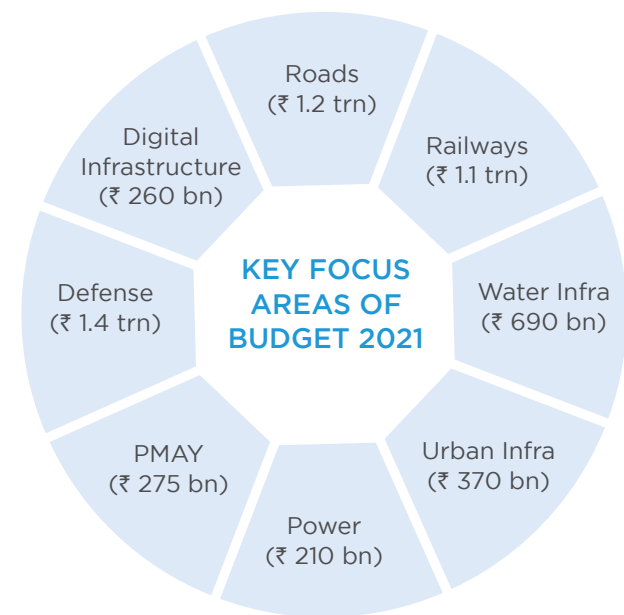 KEY FOCUS
AREAS OF
BUDGET 2021
Roads
(₹ 1.2 trn)
Railways
(₹ 1.1 trn)
Water Infra
(₹ 690 bn)
Urban Infra
(₹ 370 bn)
Power
(₹ 210 bn)
PMAY
(₹ 275 bn)
Defense
(₹ 1.4 trn)
Digital
Infrastructure
(₹ 260 bn)